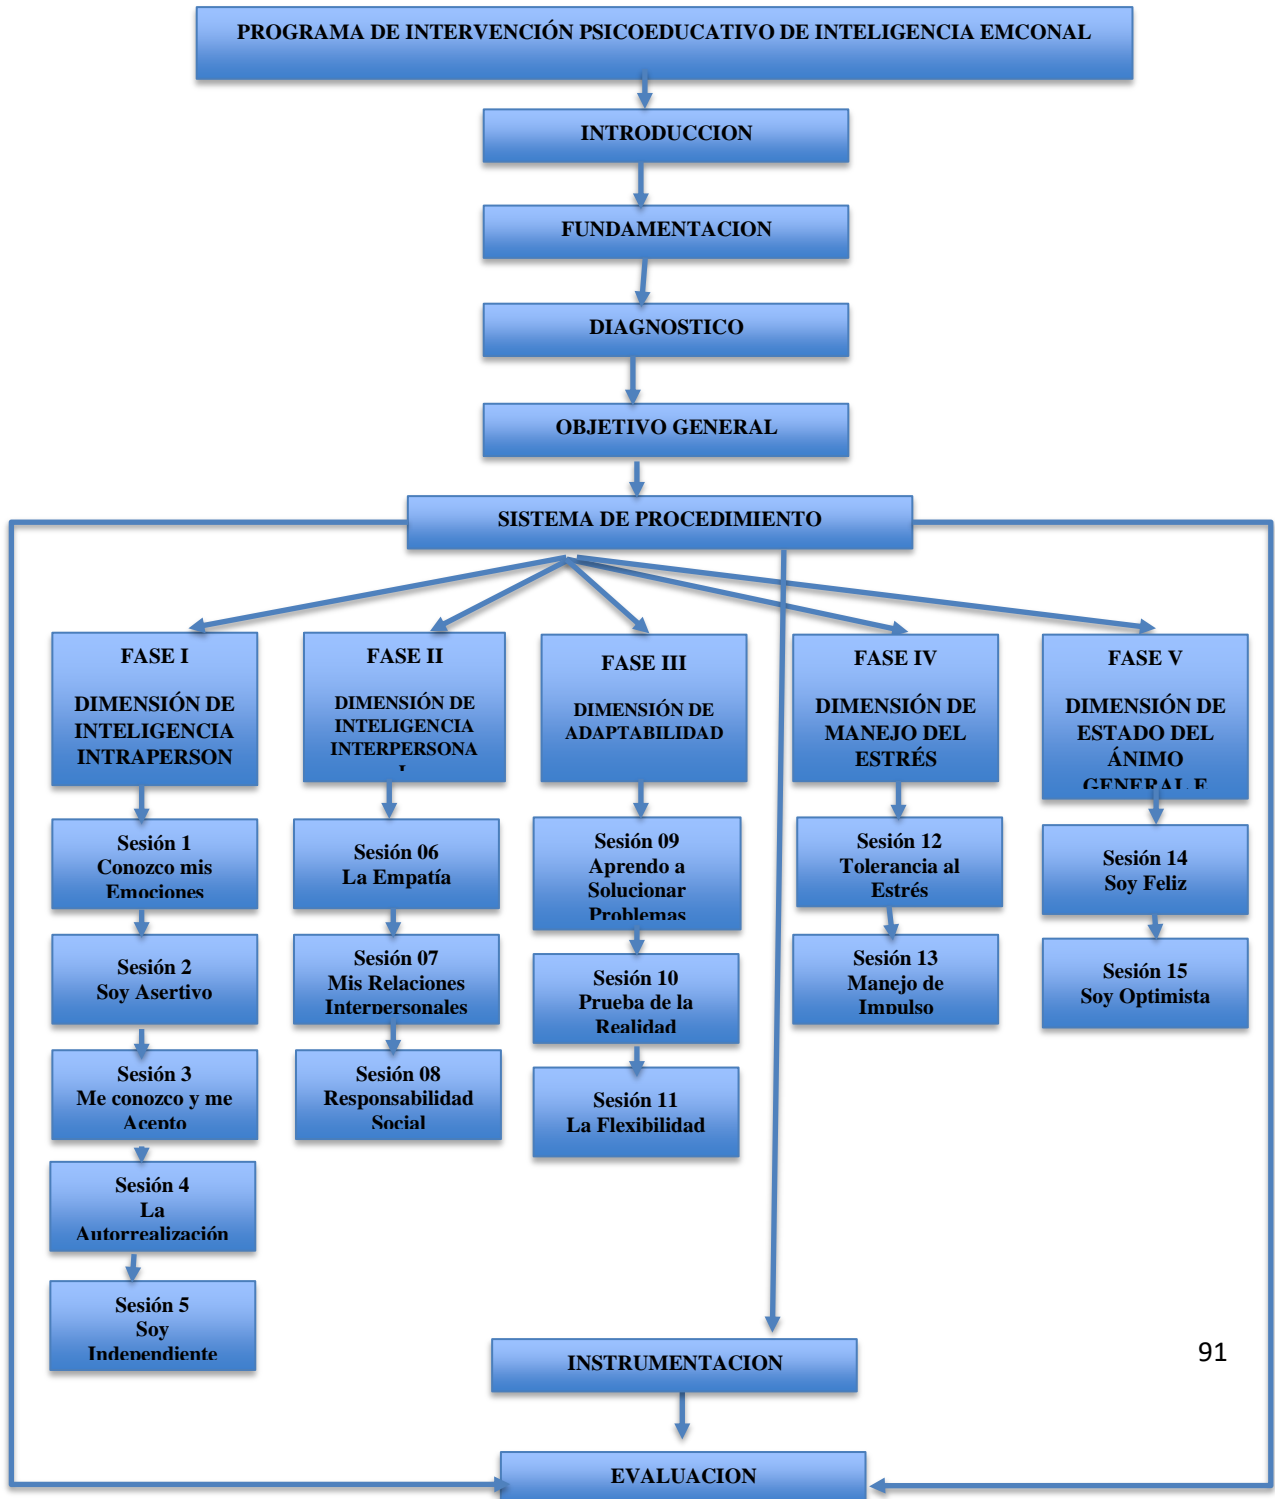 PROGRAMA DE INTERVENCIÓN PSICOEDUCATIVO DE INTELIGENCIA EMCONAL
INTRODUCCION
FUNDAMENTACION
DIAGNOSTICO
OBJETIVO GENERAL
SISTEMA DE PROCEDIMIENTO
FASE I
DIMENSIÓN DE
INTELIGENCIA
INTRAPERSON
Sesión 1
Conozco mis
Emociones
Sesión 2
Soy Asertivo
Sesión 3
Me conozco y me
Acepto
Sesión 4
La
Autorrealización
Sesión 5
Soy
Independiente
FASE II
DIMENSIÓN DE
INTELIGENCIA
INTERPERSONA
L
Sesión 06
La Empatía
Sesión 07
Mis Relaciones
Interpersonales
Sesión 08
Responsabilidad
Social
FASE III
DIMENSIÓN DE
ADAPTABILIDAD
Sesión 09
Aprendo a
Solucionar
Problemas
Sesión 10
Prueba de la
Realidad
Sesión 11
La Flexibilidad
FASE IV
DIMENSIÓN DE
MANEJO DEL
ESTRÉS
Sesión 12
Tolerancia al
Estrés
Sesión 13
Manejo de
Impulso
FASE V
DIMENSIÓN DE
ESTADO DEL
ÁNIMO
GENERAL E
Sesión 14
Soy Feliz
Sesión 15
Soy Optimista
INSTRUMENTACION
91
EVALUACION